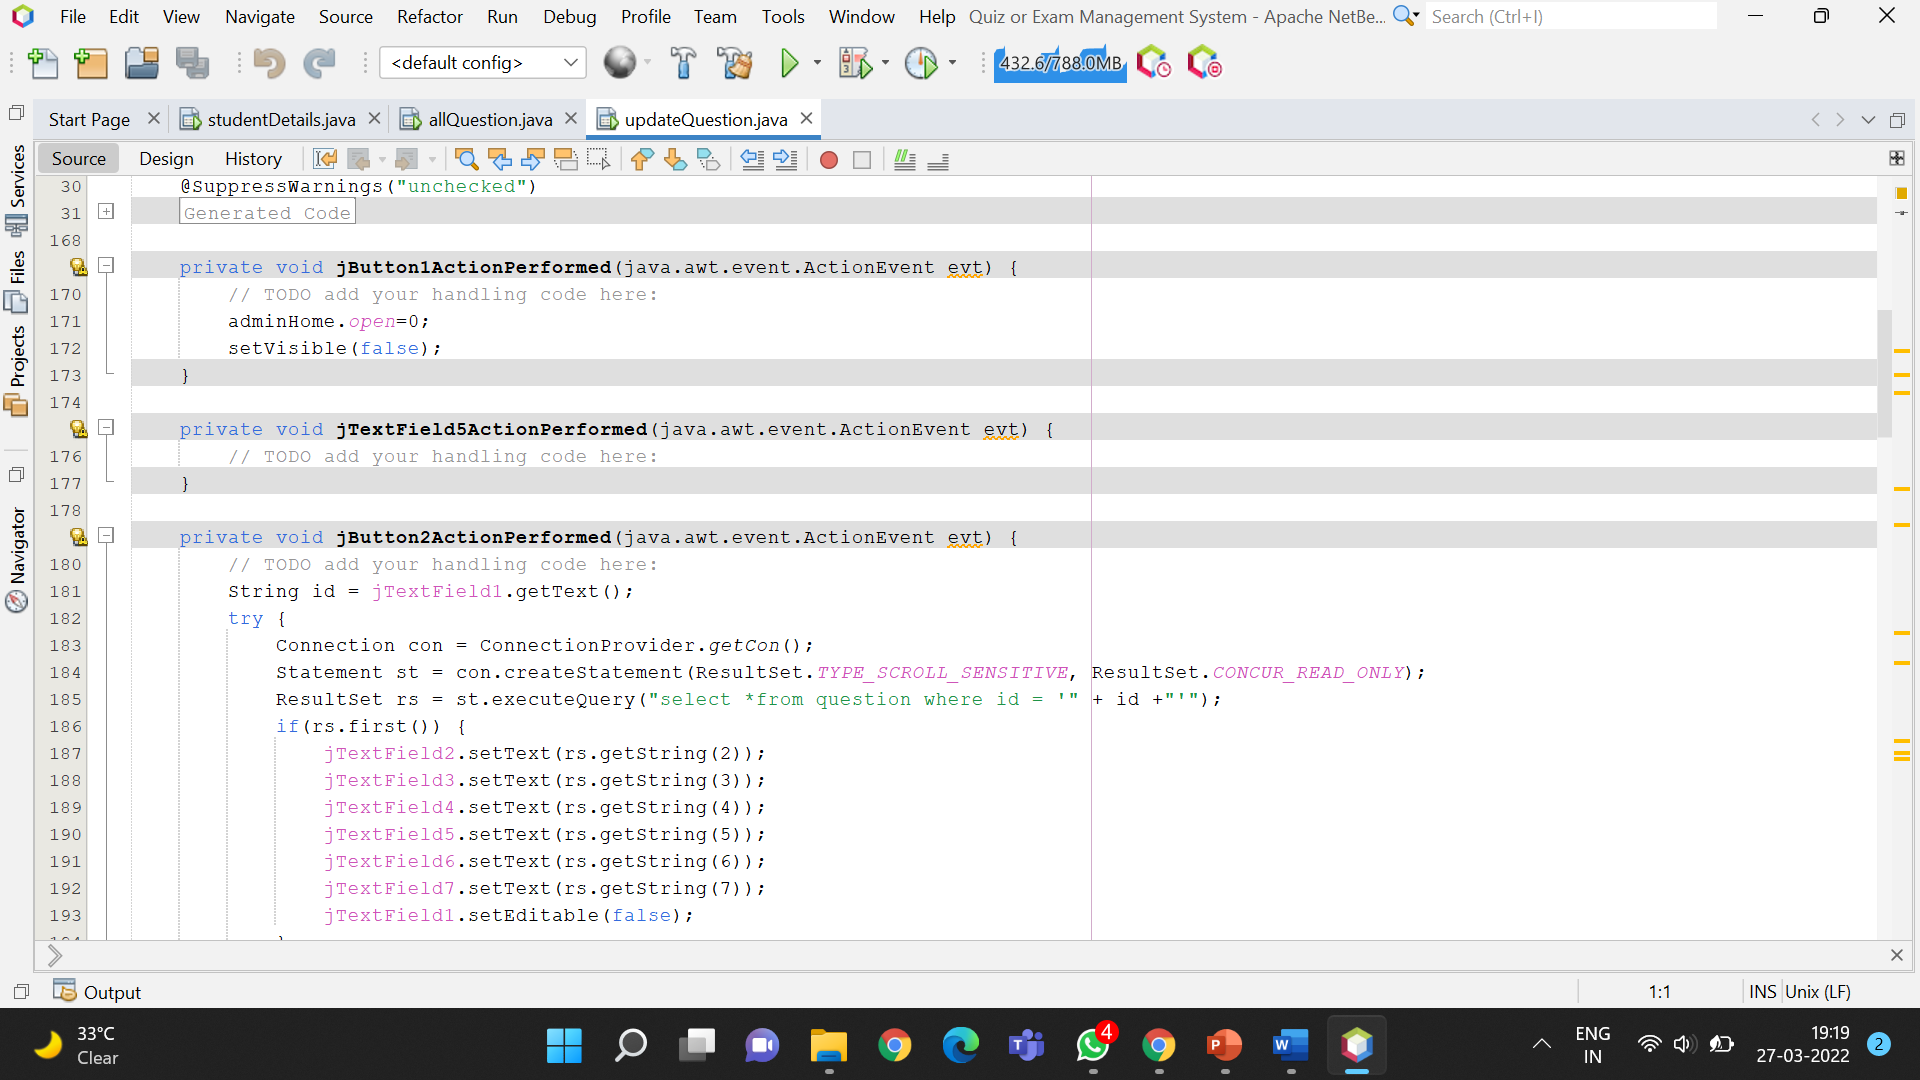 File Edit View Navigate Source Refactor Run Debug Profile Team Tools Window Help Quiz or Exam Management System - Apache NetBe... Search (Ctrl+I)
<default config> 432.6/788.0MB
Start Page studentDetails.java allQuestion.java updateQuestion.java
Source Design History
Services
Files
Projects
Navigator
30 @SuppressWarnings("unchecked")
31 Generated Code
168
private void jButton1ActionPerformed(java.awt.event.ActionEvent evt) {
170 // TODO add your handling code here:
171 adminHome.open=0;
172 setVisible(false);
173 }
174
private void jTextField5ActionPerformed(java.awt.event.ActionEvent evt) {
176 // TODO add your handling code here:
177 }
178
private void jButton2ActionPerformed(java.awt.event.ActionEvent evt) {
180 // TODO add your handling code here:
181 String id = jTextField1.getText();
182 try {
183 Connection con = ConnectionProvider.getCon();
184 Statement st = con.createStatement(ResultSet.TYPE_SCROLL_SENSITIVE, ResultSet.CONCUR_READ_ONLY);
185 ResultSet rs = st.executeQuery("select *from question where id = '" + id +"'");
186 if(rs.first()) {
187 jTextField2.setText(rs.getString(2));
188 jTextField3.setText(rs.getString(3));
189 jTextField4.setText(rs.getString(4));
190 jTextField5.setText(rs.getString(5));
191 jTextField6.setText(rs.getString(6));
192 jTextField7.setText(rs.getString(7));
193 jTextField1.setEditable(false);
Output 1:1 INS Unix (LF)
33°C
Clear
4
ENG
IN
19:19
27-03-2022
2